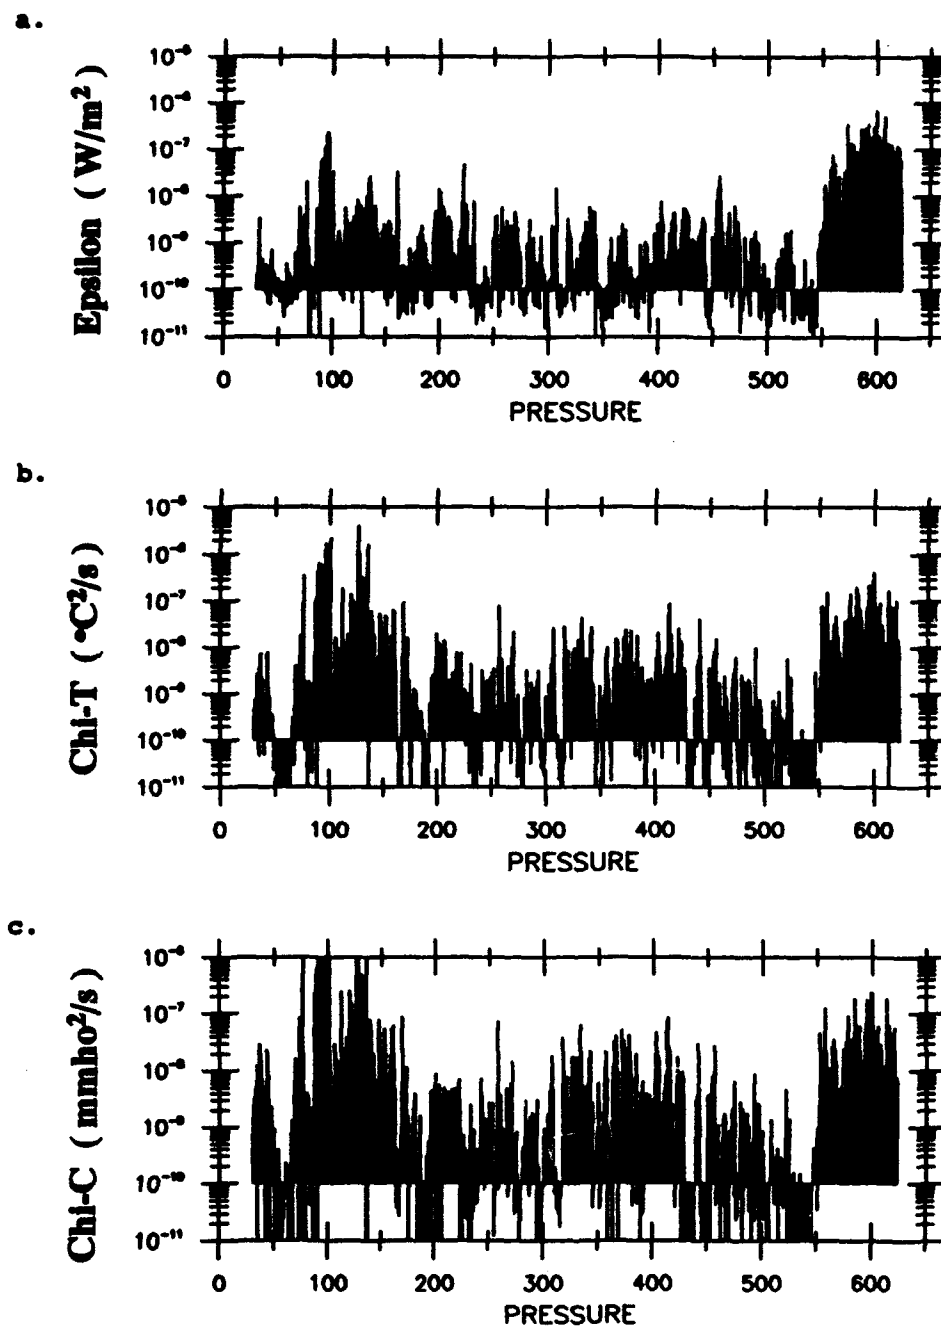 a.
10⁻⁵
10⁻⁶
10⁻⁷
10⁻⁸
10⁻⁹
10⁻¹⁰
10⁻¹¹
Epsilon ( W/m² )
0 100 200 300 400 500 600
PRESSURE
b.
10⁻⁵
10⁻⁶
10⁻⁷
10⁻⁸
10⁻⁹
10⁻¹⁰
10⁻¹¹
Chi-T ( °C²/s )
0 100 200 300 400 500 600
PRESSURE
c.
10⁻⁶
10⁻⁷
10⁻⁸
10⁻⁹
10⁻¹⁰
10⁻¹¹
Chi-C ( mmho²/s )
0 100 200 300 400 500 600
PRESSURE